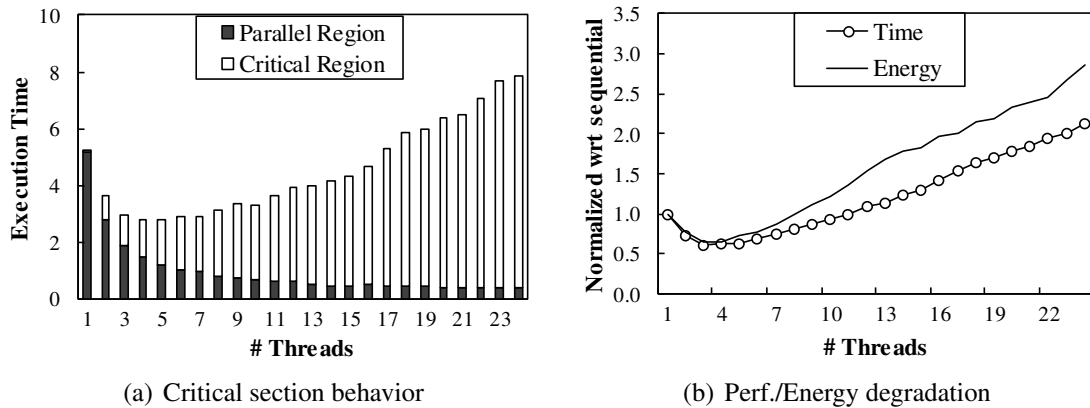 10
8
6
4
2
0
Execution Time
Parallel Region
Critical Region
1 3 5 7 9 11 13 15 17 19 21 23
# Threads
(a) Critical section behavior
3.5
3.0
2.5
2.0
1.5
1.0
0.5
0.0
Normalized wrt sequential
Time
Energy
1 4 7 10 13 16 19 22
# Threads
(b) Perf./Energy degradation